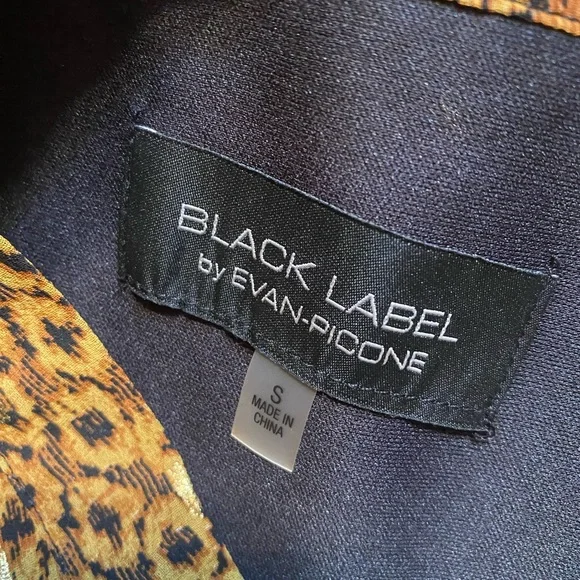 BLACK LABEL
by EVAN-PICONE
S
MADE IN
CHINA